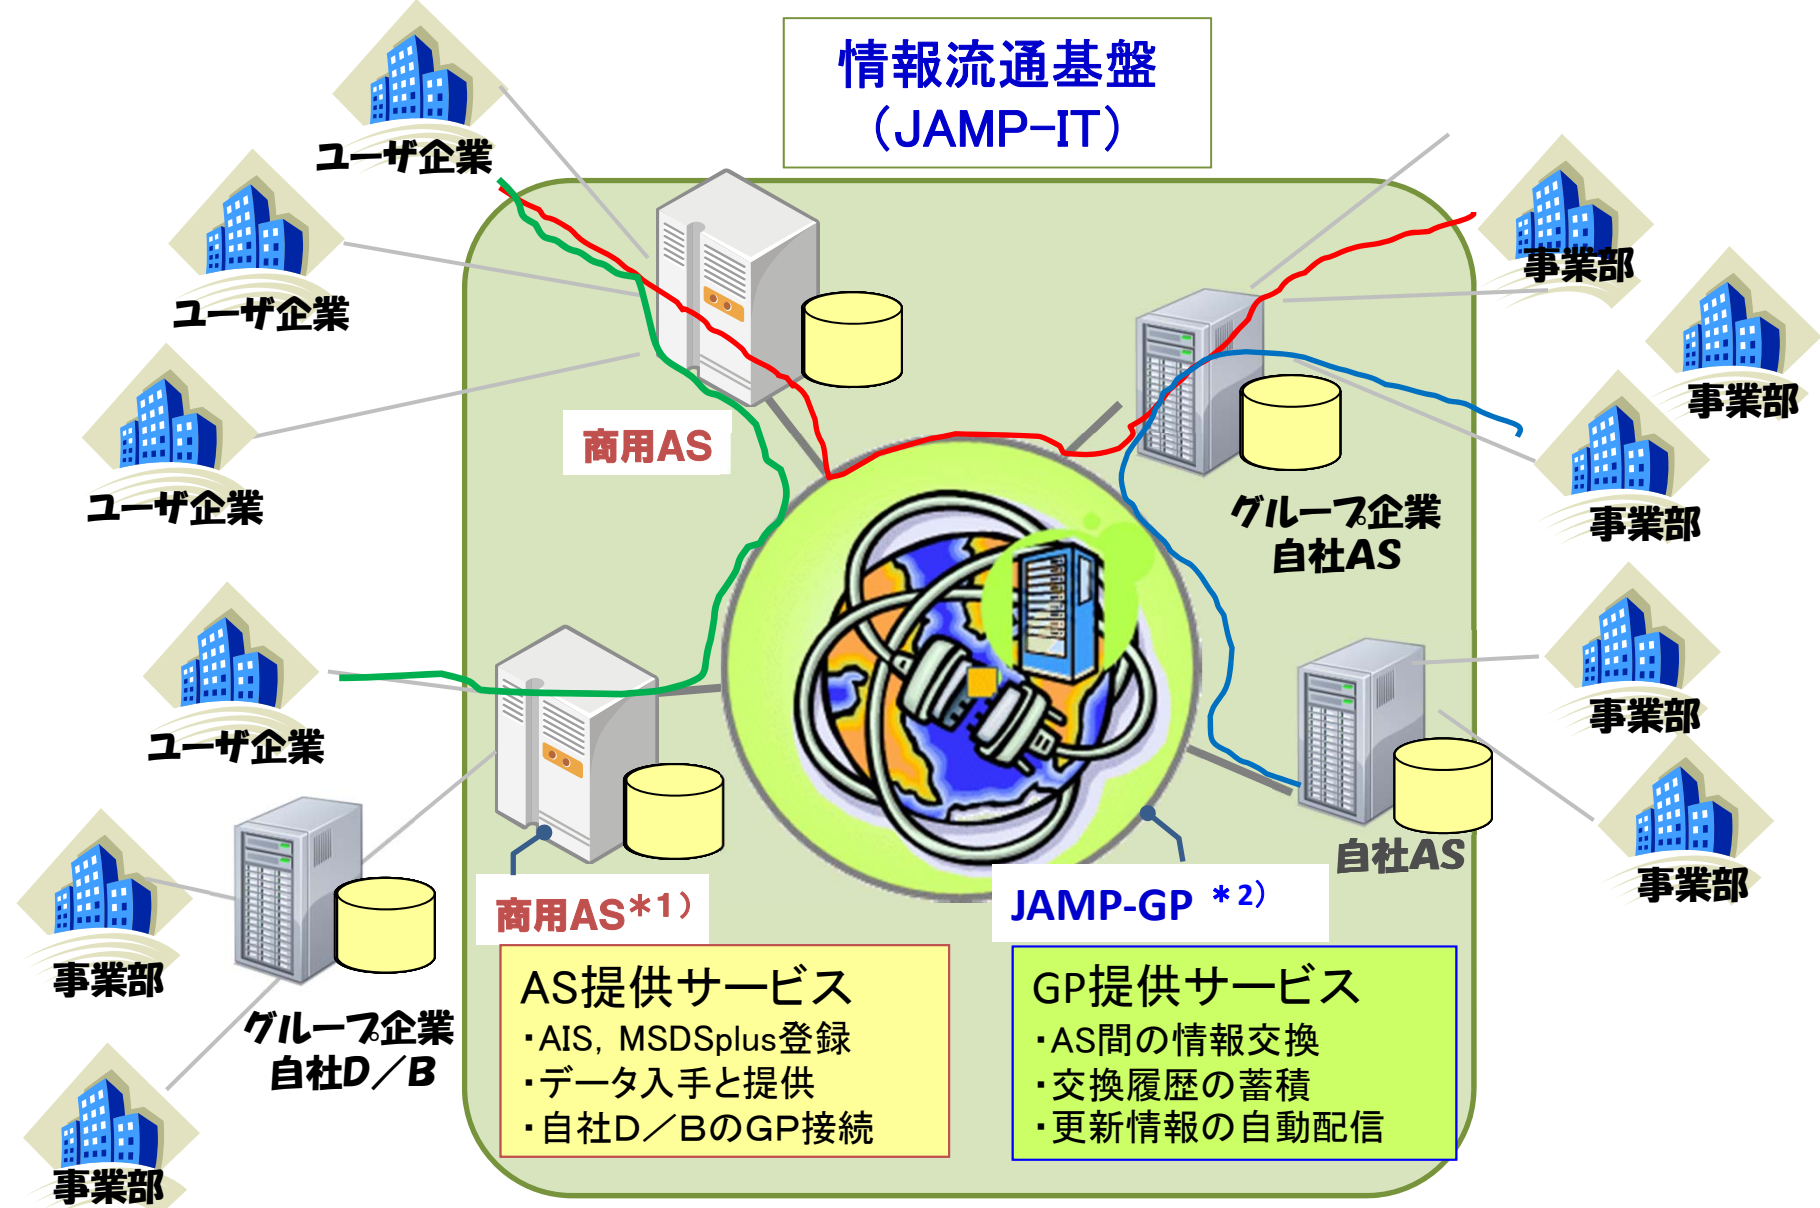 情報流通基盤
（JAMP−IT）
ユーザ企業
ユーザ企業
ユーザ企業
ユーザ企業
事業部
事業部
グループ企業
自社D／B
商用AS
商用AS＊1）
グループ企業
自社AS
自社AS
事業部
事業部
事業部
事業部
事業部
JAMP-GP ＊2）
AS提供サービス
・AIS，MSDSplus登録
・データ入手と提供
・自社D／BのGP接続
GP提供サービス
・AS間の情報交換
・交換履歴の蓄積
・更新情報の自動配信